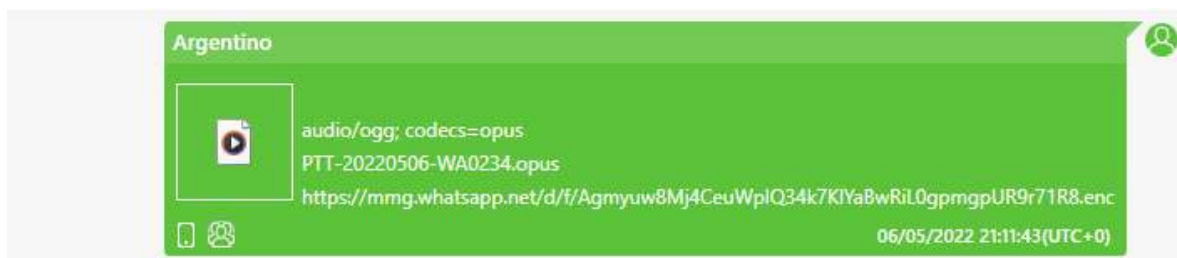 Argentino
audio/ogg; codecs=opus
PTT-20220506-WA0234.opus
https://mmg.whatsapp.net/d/f/Agmyuw8Mj4CeuWplQ34k7KlYaBwRiL0gpmgpUR9r71R8.enc
06/05/2022 21:11:43(UTC+0)